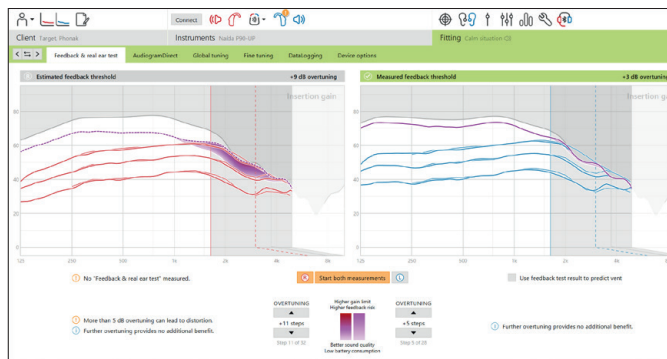 Connect
Client Target: Phonak
Instruments Naída P90-UP
Fitting Calm situation
Feedback & real ear test
AudiogramDirect
Global tuning
Fine tuning
DataLogging
Device options
Estimated feedback threshold
+9 dB overtuning
Measured feedback threshold
+3 dB overtuning
Insertion gain
Insertion gain
80
60
40
20
0
125 250 500 1k 2k 4k 8k
80
60
40
20
0
125 250 500 1k 2k 4k 8k
No "Feedback & real ear test" measured.
Start both measurements
Use feedback test result to predict vent
More than 5 dB overtuning can lead to distortion.
Further overtuning provides no additional benefit.
OVERTUNING
+11 steps
Step 11 of 32
Higher gain limit
Higher feedback risk
Better sound quality
Low battery consumption
OVERTUNING
+5 steps
Further overtuning provides no additional benefit.